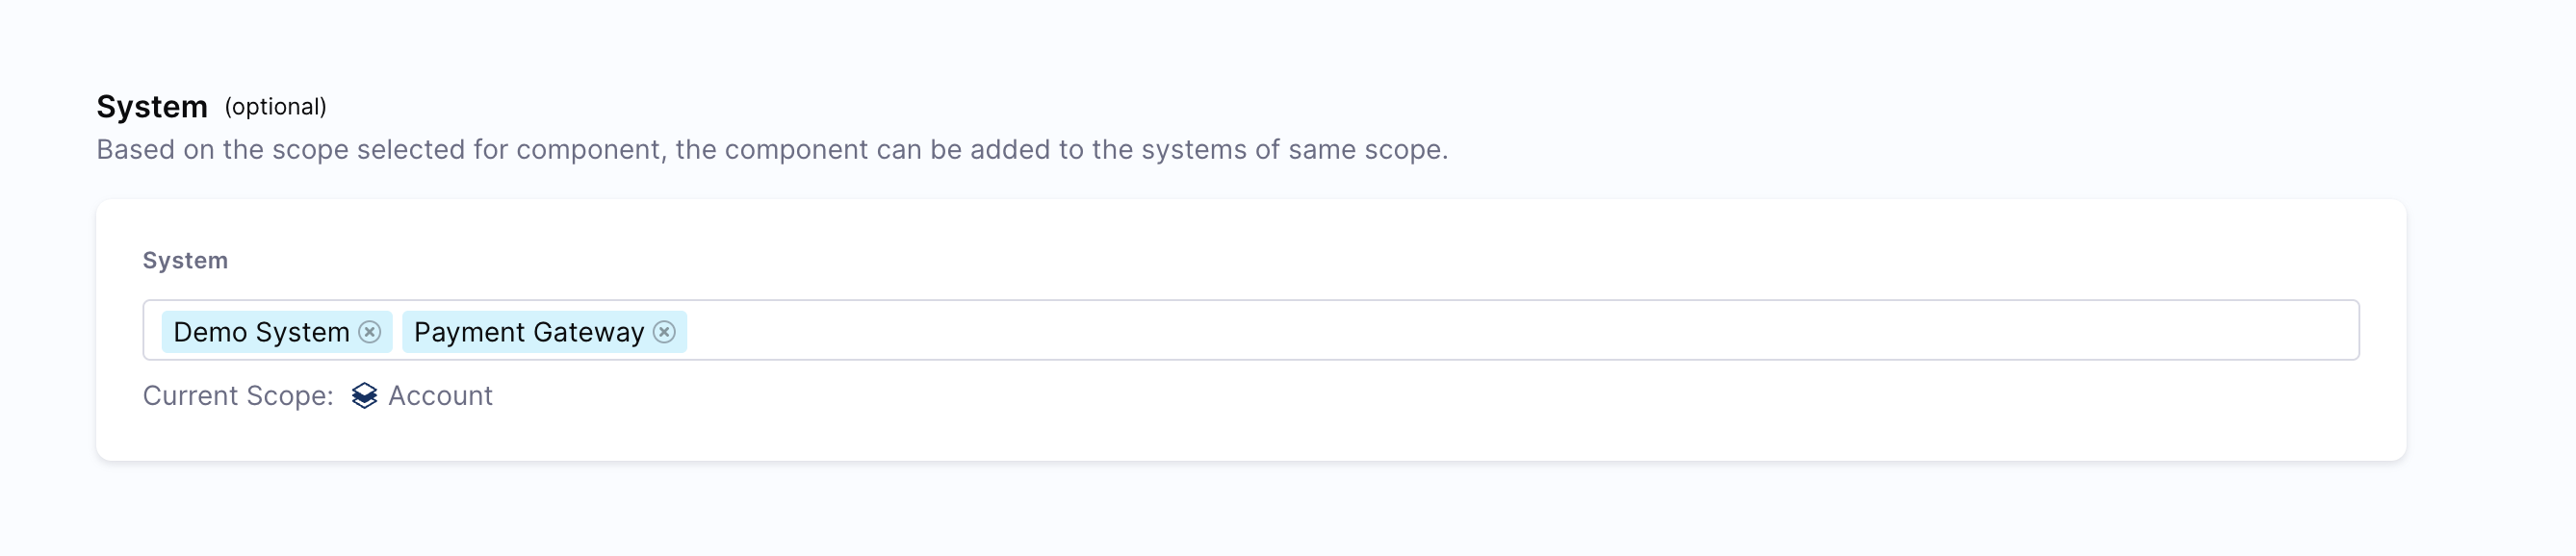 System (optional)
Based on the scope selected for component, the component can be added to the systems of same scope.
System
Demo System Payment Gateway
Current Scope: Account